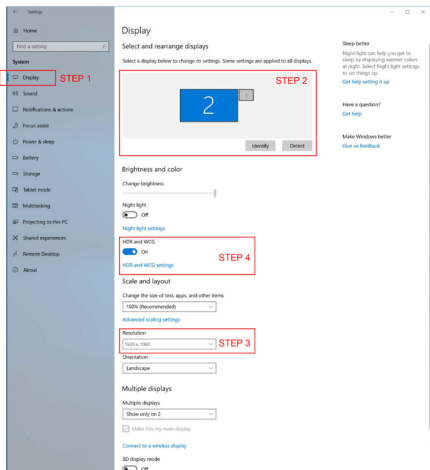 Settings
Home
Find a setting
System
Display
STEP 1
Sound
Notifications & actions
Focus assist
Power & sleep
Battery
Storage
Tablet mode
Multitasking
Projecting to this PC
Shared experiences
Remote Desktop
About
Display
Select and rearrange displays
Select a display below to change its settings. Some settings are applied to all displays.
STEP 2
2
1
Identify
Detect
Brightness and color
Change brightness
Night light
Off
Night light settings
HDR and WCG
On
HDR and WCG settings
STEP 4
Scale and layout
Change the size of text, apps, and other items
150% (Recommended)
Advanced scaling settings
Resolution
1920 x 1080
STEP 3
Orientation
Landscape
Multiple displays
Multiple displays
Show only on 2
Make this my main display
Connect to a wireless display
3D display mode
Off
Sleep better
Night light can help you get to
sleep by displaying warmer colors
at night. Select Night light settings
to set things up.
Get help setting it up
Have a question?
Get help
Make Windows better
Give us feedback